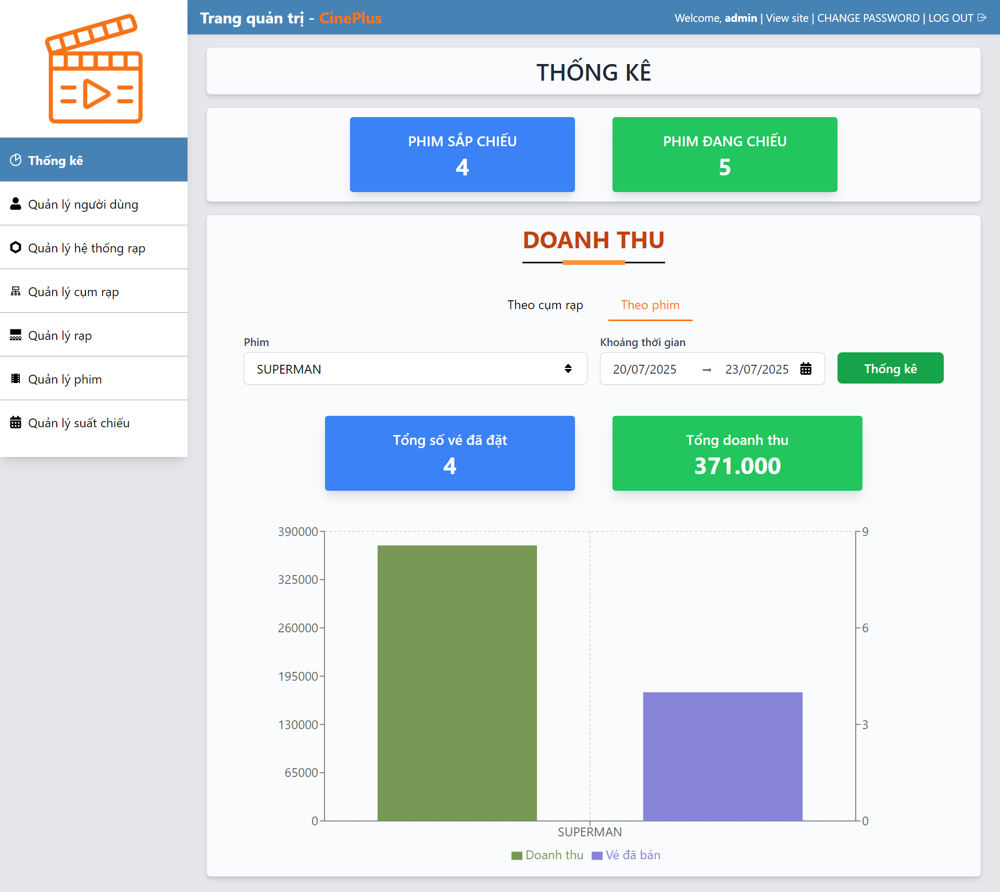 Trang quản trị - CinePlus
Welcome, admin | View site | CHANGE PASSWORD | LOG OUT
Thống kê
Quản lý người dùng
Quản lý hệ thống rạp
Quản lý cụm rạp
Quản lý rạp
Quản lý phim
Quản lý suất chiếu
THỐNG KÊ
PHIM SẮP CHIẾU
4
PHIM ĐANG CHIẾU
5
DOANH THU
Theo cụm rạp
Theo phim
Phim
SUPERMAN
Khoảng thời gian
20/07/2025 → 23/07/2025
Thống kê
Tổng số vé đã đặt
4
Tổng doanh thu
371.000
390000
325000
260000
195000
130000
65000
0
9
6
3
0
SUPERMAN
Doanh thu
Vé đã bán